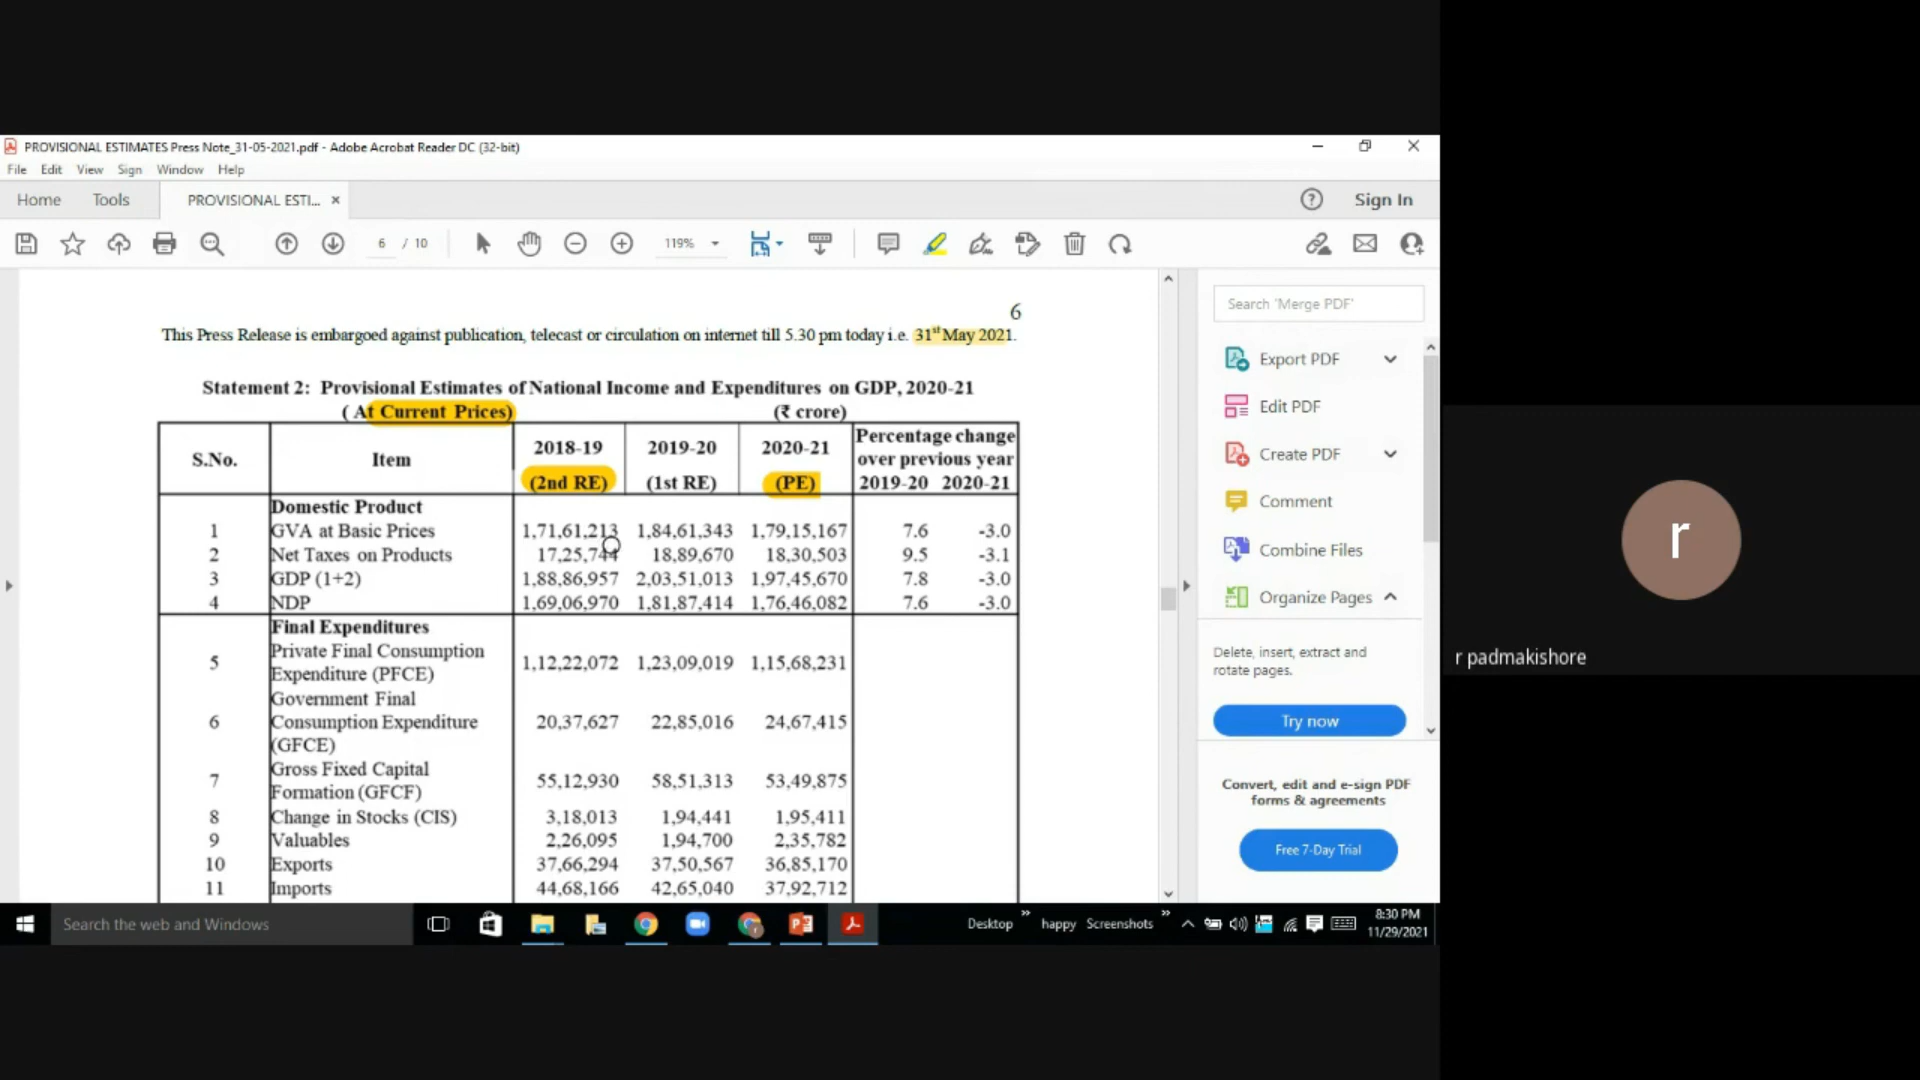 PROVISIONAL ESTIMATES Press Note_31-05-2021.pdf - Adobe Acrobat Reader DC (32-bit)
File Edit View Sign Window Help
Home Tools PROVISIONAL ESTI... × Sign In
6 / 10 119%
6
This Press Release is embargoed against publication, telecast or circulation on internet till 5.30 pm today i.e. 31st May 2021.
Statement 2: Provisional Estimates of National Income and Expenditures on GDP, 2020-21
( At Current Prices) (₹ crore)
S.No. Item 2018-19 (2nd RE) 2019-20 (1st RE) 2020-21 (PE) Percentage change over previous year 2019-20 2020-21
Domestic Product
1 GVA at Basic Prices 1,71,61,213 1,84,61,343 1,79,15,167 7.6 -3.0
2 Net Taxes on Products 17,25,744 18,89,670 18,30,503 9.5 -3.1
3 GDP (1+2) 1,88,86,957 2,03,51,013 1,97,45,670 7.8 -3.0
4 NDP 1,69,06,970 1,81,87,414 1,76,46,082 7.6 -3.0
Final Expenditures
5 Private Final Consumption Expenditure (PFCE) 1,12,22,072 1,23,09,019 1,15,68,231
6 Government Final Consumption Expenditure (GFCE) 20,37,627 22,85,016 24,67,415
7 Gross Fixed Capital Formation (GFCF) 55,12,930 58,51,313 53,49,875
8 Change in Stocks (CIS) 3,18,013 1,94,441 1,95,411
9 Valuables 2,26,095 1,94,700 2,35,782
10 Exports 37,66,294 37,50,567 36,85,170
11 Imports 44,68,166 42,65,040 37,92,712
Search 'Merge PDF'
Export PDF
Edit PDF
Create PDF
Comment
Combine Files
Organize Pages
Delete, insert, extract and
rotate pages.
Try now
Convert, edit and e-sign PDF
forms & agreements
Free 7-Day Trial
r
r padmakishore
Search the web and Windows
Desktop » happy Screenshots »
8:30 PM
11/29/2021